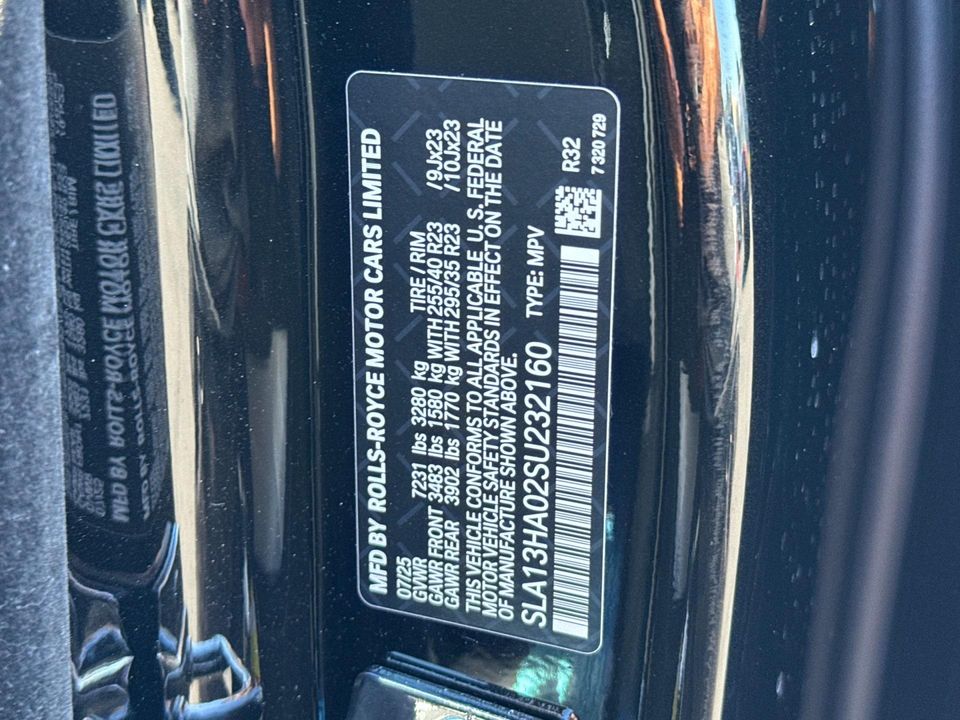 MFD BY ROLLS-ROYCE MOTOR CARS LIMITED
07/25
GVWR 7231 lbs 3280 kg TIRE / RIM
GAWR FRONT 3483 lbs 1580 kg WITH 255/40 R23 /9Jx23
GAWR REAR 3902 lbs 1770 kg WITH 295/35 R23 /10Jx23
THIS VEHICLE CONFORMS TO ALL APPLICABLE U. S. FEDERAL
MOTOR VEHICLE SAFETY STANDARDS IN EFFECT ON THE DATE
OF MANUFACTURE SHOWN ABOVE.
SLA13HA02SU232160 TYPE: MPV
R32
7 320 729